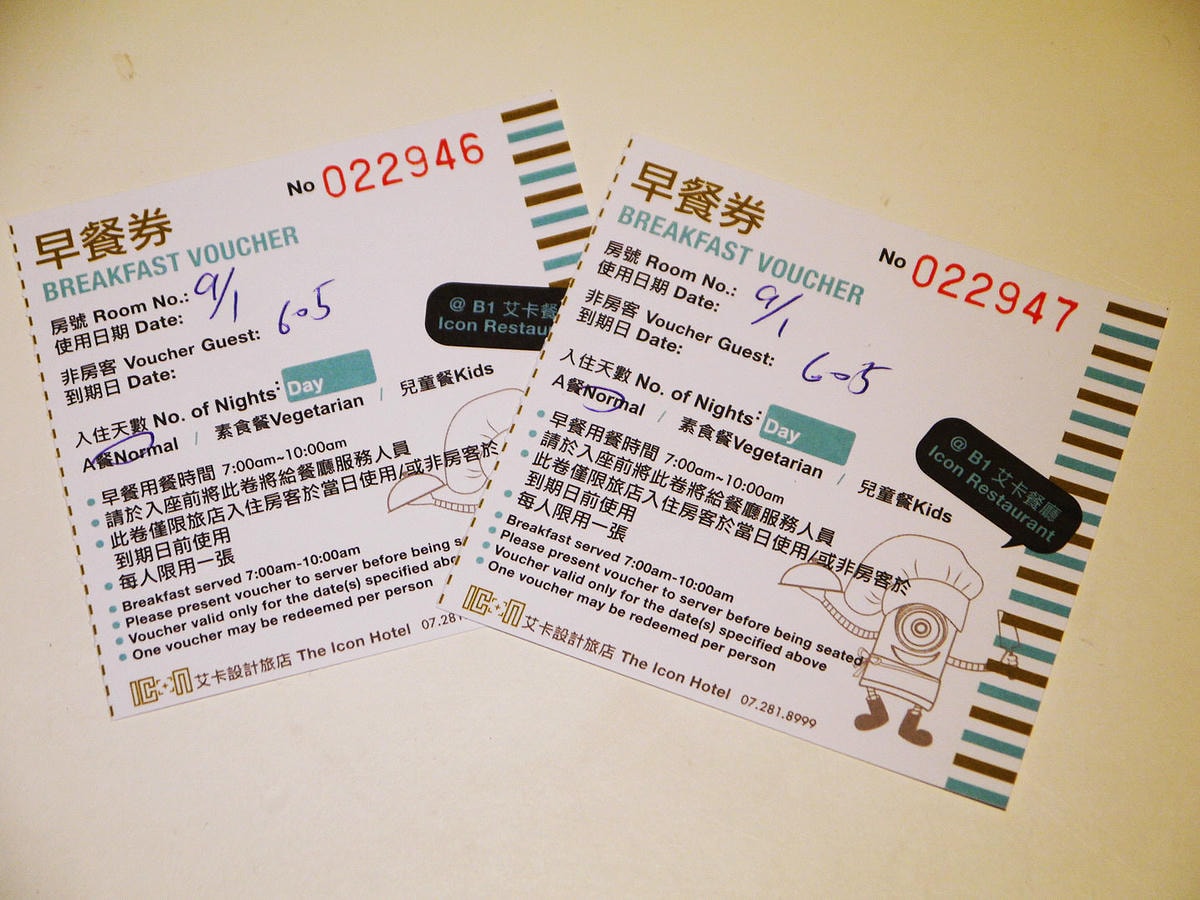 No 022946
早餐券
BREAKFAST VOUCHER
房號 Room No.: 9/1
使用日期 Date:
非房客 Voucher Guest: 605
到期日 Date:
@ B1 艾卡餐
Icon Restau
入住天數 No. of Nights: Day
A餐Normal / 素食餐Vegetarian / 兒童餐Kids
早餐用餐時間 7:00am~10:00am
請於入座前將此卷將給餐廳服務人員
此卷僅限旅店入住房客於當日使用/或非房客於
到期日前使用
每人限用一張
Breakfast served 7:00am-10:00am
Please present voucher to server before being s
Voucher valid only for the date(s) specified abo
One voucher may be redeemed per person
ICON 艾卡設計旅店 The Icon Hotel 07.281
No 022947
早餐券
BREAKFAST VOUCHER
房號 Room No.: 9/1
使用日期 Date:
非房客 Voucher Guest: 605
到期日 Date:
入住天數 No. of Nights: Day
A餐Normal / 素食餐Vegetarian / 兒童餐Kids
@ B1 艾卡餐廳
Icon Restaurant
早餐用餐時間 7:00am~10:00am
請於入座前將此卷將給餐廳服務人員
此卷僅限旅店入住房客於當日使用/或非房客於
到期日前使用
每人限用一張
Breakfast served 7:00am-10:00am
Please present voucher to server before being seated
Voucher valid only for the date(s) specified above
One voucher may be redeemed per person
ICON 艾卡設計旅店 The Icon Hotel 07.281.8999